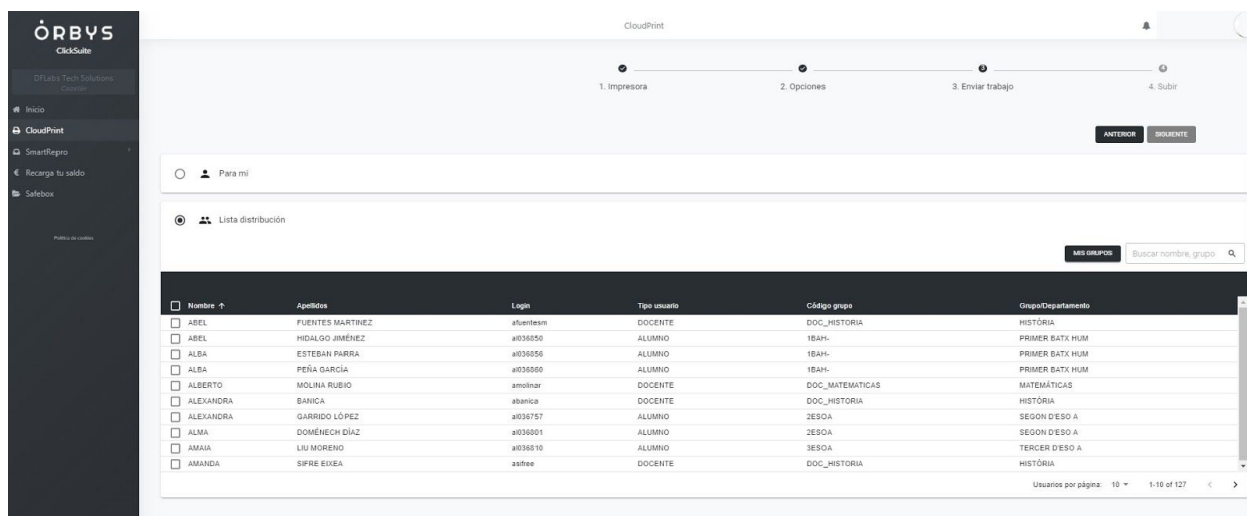 ÓRBYS
ClickSuite
DFLabs Tech Solutions
Inicio
CloudPrint
SmartRepro
€ Recarga tu saldo
Safebox
Política de cookies
CloudPrint
1. Impresora
2. Opciones
3
3. Enviar trabajo
4
4. Subir
ANTERIOR SIGUIENTE
Para mi
Lista distribución
MIS GRUPOS Buscar nombre, grupo
Nombre ↑ Apellidos Login Tipo usuario Código grupo Grupo/Departamento
ABEL FUENTES MARTINEZ afuentesm DOCENTE DOC_HISTORIA HISTÒRIA
ABEL HIDALGO JIMÉNEZ al036850 ALUMNO 1BAH- PRIMER BATX HUM
ALBA ESTEBAN PARRA al036856 ALUMNO 1BAH- PRIMER BATX HUM
ALBA PEÑA GARCÍA al036860 ALUMNO 1BAH- PRIMER BATX HUM
ALBERTO MOLINA RUBIO amolinar DOCENTE DOC_MATEMATICAS MATEMÁTICAS
ALEXANDRA BANICA abanica DOCENTE DOC_HISTORIA HISTÒRIA
ALEXANDRA GARRIDO LÓPEZ al036757 ALUMNO 2ESOA SEGON D'ESO A
ALMA DOMÉNECH DÍAZ al036801 ALUMNO 2ESOA SEGON D'ESO A
AMAIA LIU MORENO al036810 ALUMNO 3ESOA TERCER D'ESO A
AMANDA SIFRE EIXEA asifree DOCENTE DOC_HISTORIA HISTÒRIA
Usuarios por página: 10 1-10 of 127